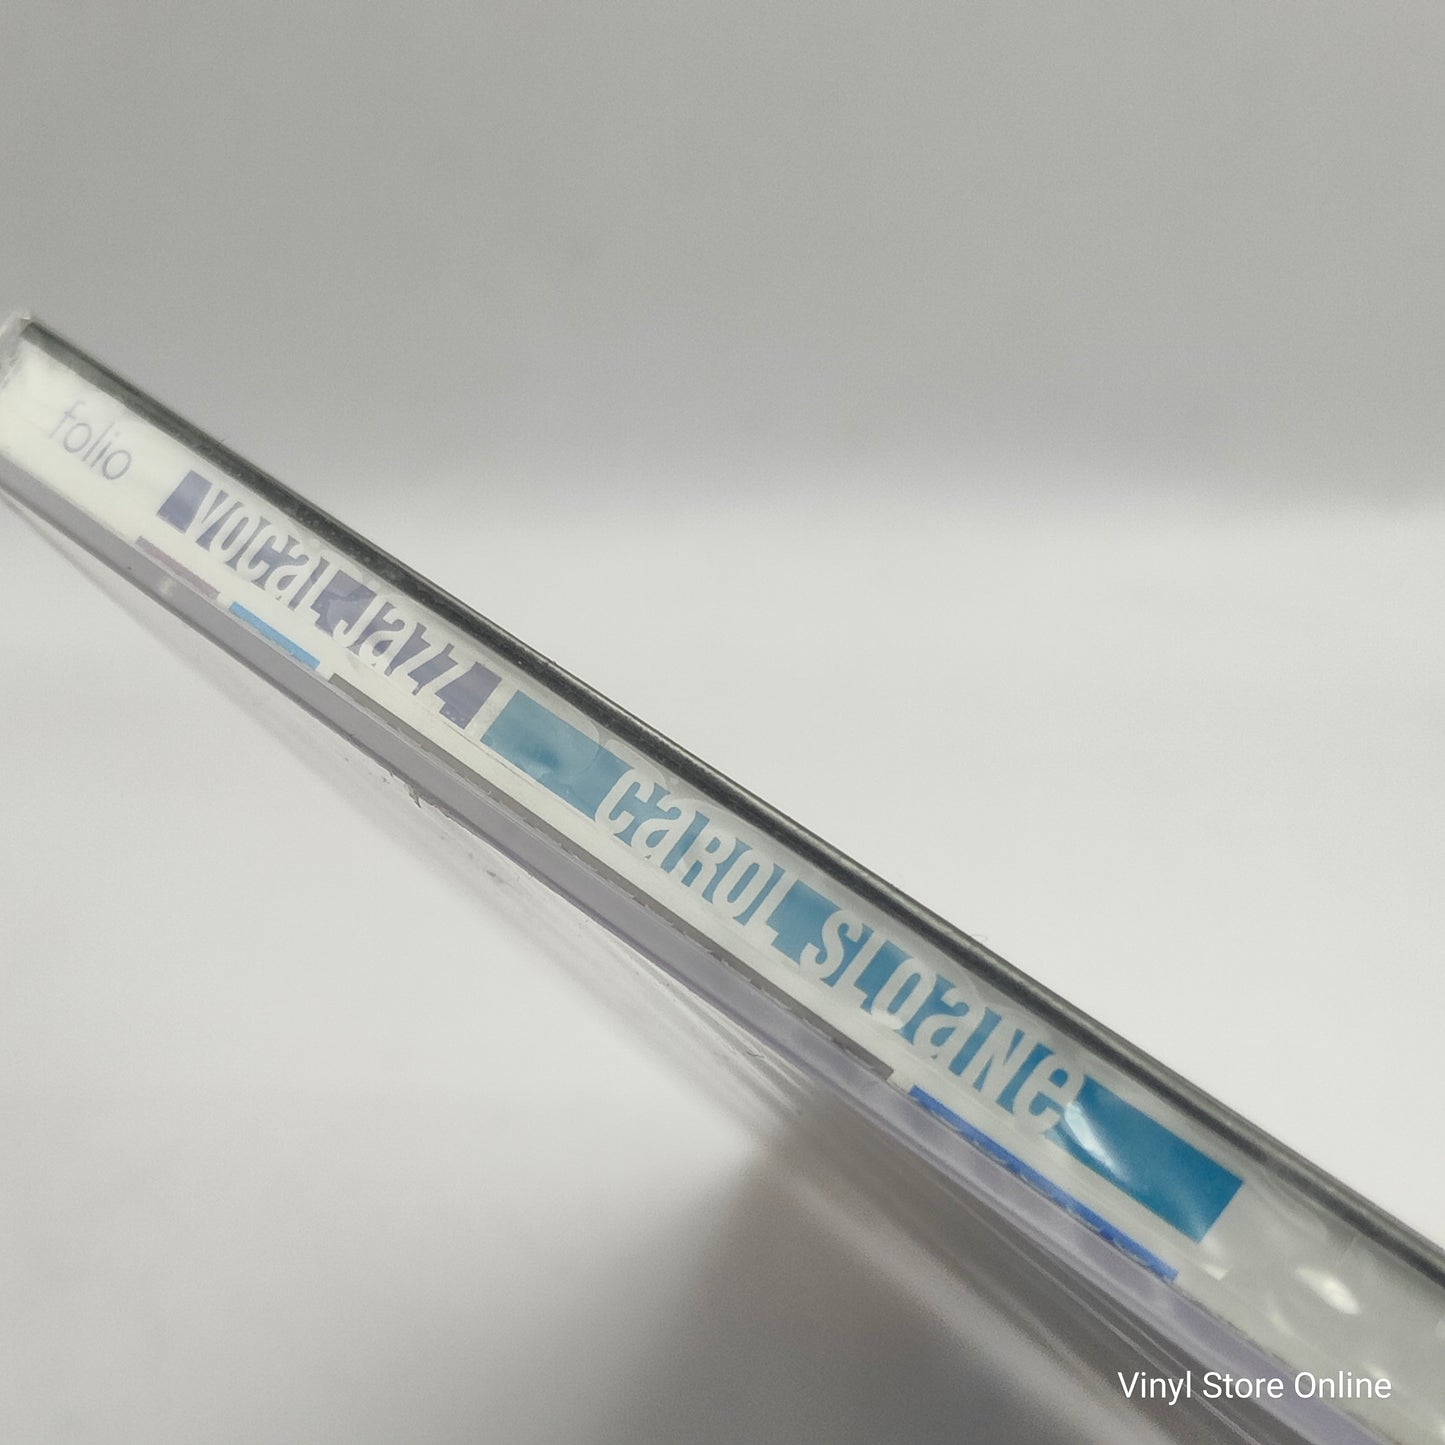 folio
VOCaL Jazz
CaROL SLOaNe
Vinyl Store Online